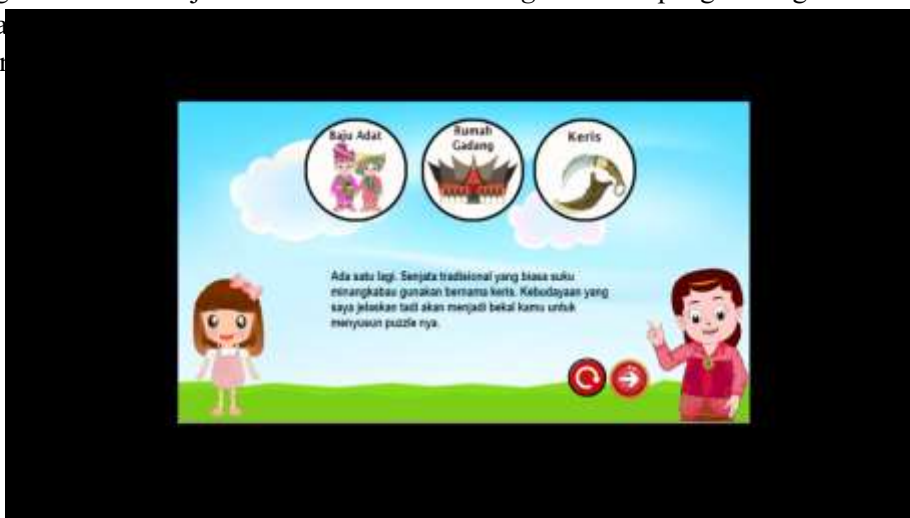 Baju Adat
Rumah
Gadang
Keris
Ada satu lagi. Senjata tradisional yang biasa suku
minangkabau gunakan bernama keris. Kebudayaan yang
saya jelaskan tadi akan menjadi bekal kamu untuk
menyusun puzzle nya.